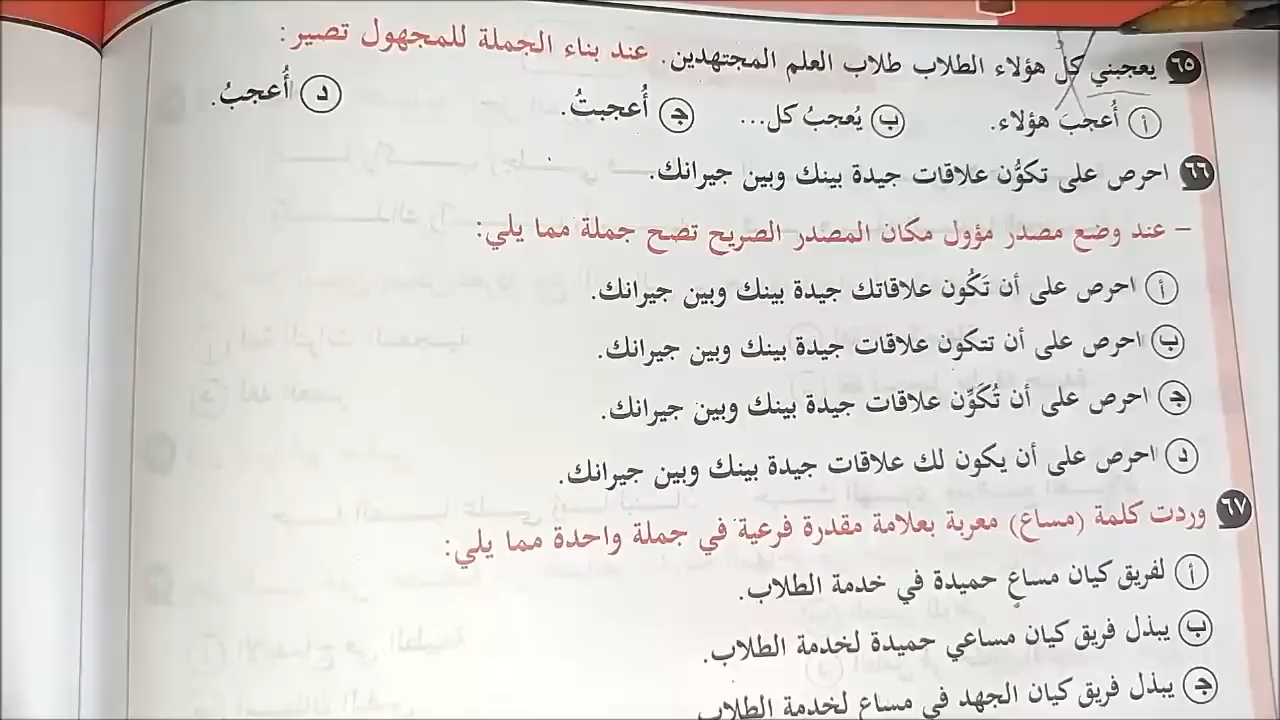 ٦٥ يعجبني كل هؤلاء الطلاب طلاب العلم المجتهدين. عند بناء الجملة للمجهول تصير:
أ أُعجبَ هؤلاء. ب يُعجبُ كل... ج أُعجبتُ. د أُعجبُ.
٦٦ احرص على تكوُّن علاقات جيدة بينك وبين جيرانك.
- عند وضع مصدر مؤول مكان المصدر الصريح تضح جملة مما يلي:
أ احرص على أن تَكُون علاقاتك جيدة بينك وبين جيرانك.
ب احرص على أن تتكون علاقات جيدة بينك وبين جيرانك.
ج احرص على أن تُكَوِّن علاقات جيدة بينك وبين جيرانك.
د احرص على أن يكون لك علاقات جيدة بينك وبين جيرانك.
٦٧ وردت كلمة (مساع) معربة بعلامة مقدرة فرعية في جملة واحدة مما يلي:
أ لفريق كيان مساعٍ حميدة في خدمة الطلاب.
ب يبذل فريق كيان مساعي حميدة لخدمة الطلاب.
ج يبذل فريق كيان الجهد في مساع لخدمة الطلاب